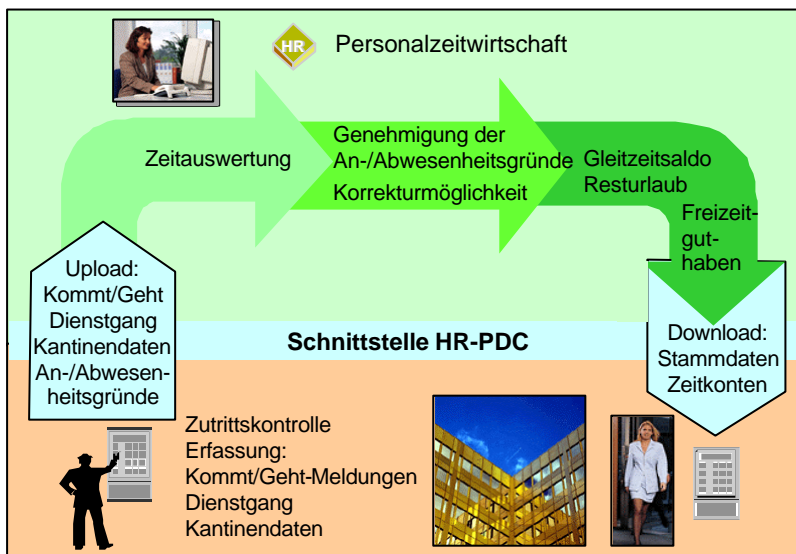 HR
Personalzeitwirtschaft
Zeitauswertung
Genehmigung der
An-/Abwesenheitsgründe
Korrekturmöglichkeit
Gleitzeitsaldo
Resturlaub
Freizeit-
gut-
haben
Upload:
Kommt/Geht
Dienstgang
Kantinendaten
An-/Abwesen-
heitsgründe
Schnittstelle HR-PDC
Download:
Stammdaten
Zeitkonten
Zutrittskontrolle
Erfassung:
Kommt/Geht-Meldungen
Dienstgang
Kantinendaten